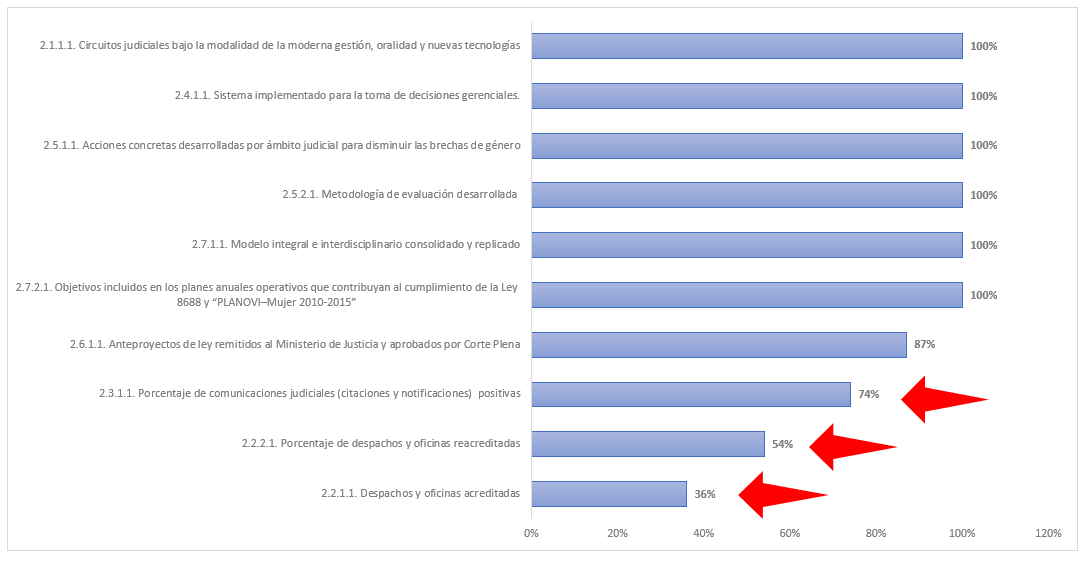 2.1.1.1. Circuitos judiciales bajo la modalidad de la moderna gestión, oralidad y nuevas tecnologías 100%
2.4.1.1. Sistema implementado para la toma de decisiones gerenciales. 100%
2.5.1.1. Acciones concretas desarrolladas por ámbito judicial para disminuir las brechas de género 100%
2.5.2.1. Metodología de evaluación desarrollada 100%
2.7.1.1. Modelo integral e interdisciplinario consolidado y replicado 100%
2.7.2.1. Objetivos incluidos en los planes anuales operativos que contribuyan al cumplimiento de la Ley
8688 y “PLANOVI–Mujer 2010-2015” 100%
2.6.1.1. Anteproyectos de ley remitidos al Ministerio de Justicia y aprobados por Corte Plena 87%
2.3.1.1. Porcentaje de comunicaciones judiciales (citaciones y notificaciones) positivas 74%
2.2.2.1. Porcentaje de despachos y oficinas reacreditadas 54%
2.2.1.1. Despachos y oficinas acreditadas 36%
0% 20% 40% 60% 80% 100% 120%